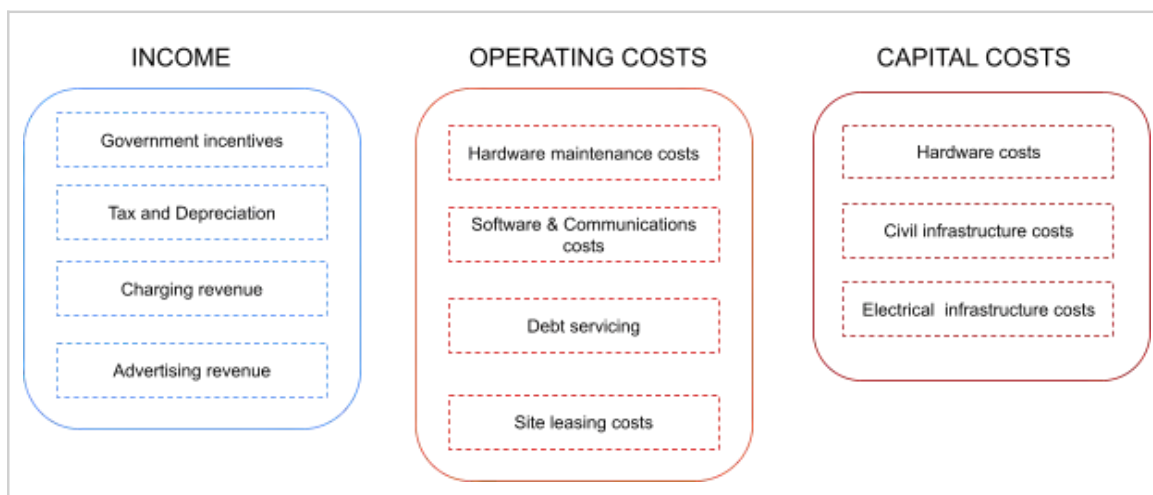 INCOME
Government incentives
Tax and Depreciation
Charging revenue
Advertising revenue
OPERATING COSTS
Hardware maintenance costs
Software & Communications
costs
Debt servicing
Site leasing costs
CAPITAL COSTS
Hardware costs
Civil infrastructure costs
Electrical infrastructure costs